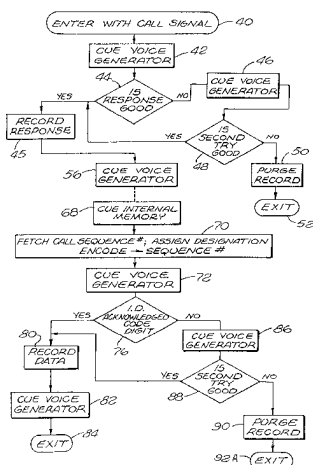 ENTER WITH CALL SIGNAL
40
CUE VOICE
GENERATOR
42
44
46
IS
RESPONSE
GOOD
YES
NO
CUE VOICE
GENERATOR
RECORD
RESPONSE
45
YES
IS
SECOND
TRY
GOOD
NO
48
50
PURGE
RECORD
EXIT
52
56
CUE VOICE
GENERATOR
68
CUE INTERNAL
MEMORY
70
FETCH CALL SEQUENCE #; ASSIGN DESIGNATION
ENCODE → SEQUENCE #
CUE VOICE
GENERATOR
72
I.D.
ACKNOWLEDGED
CODE
DIGIT
76
YES
NO
80
RECORD
DATA
86
CUE VOICE
GENERATOR
YES
IS
SECOND
TRY
GOOD
NO
88
CUE VOICE
GENERATOR
82
EXIT
84
90
PURGE
RECORD
EXIT
92A